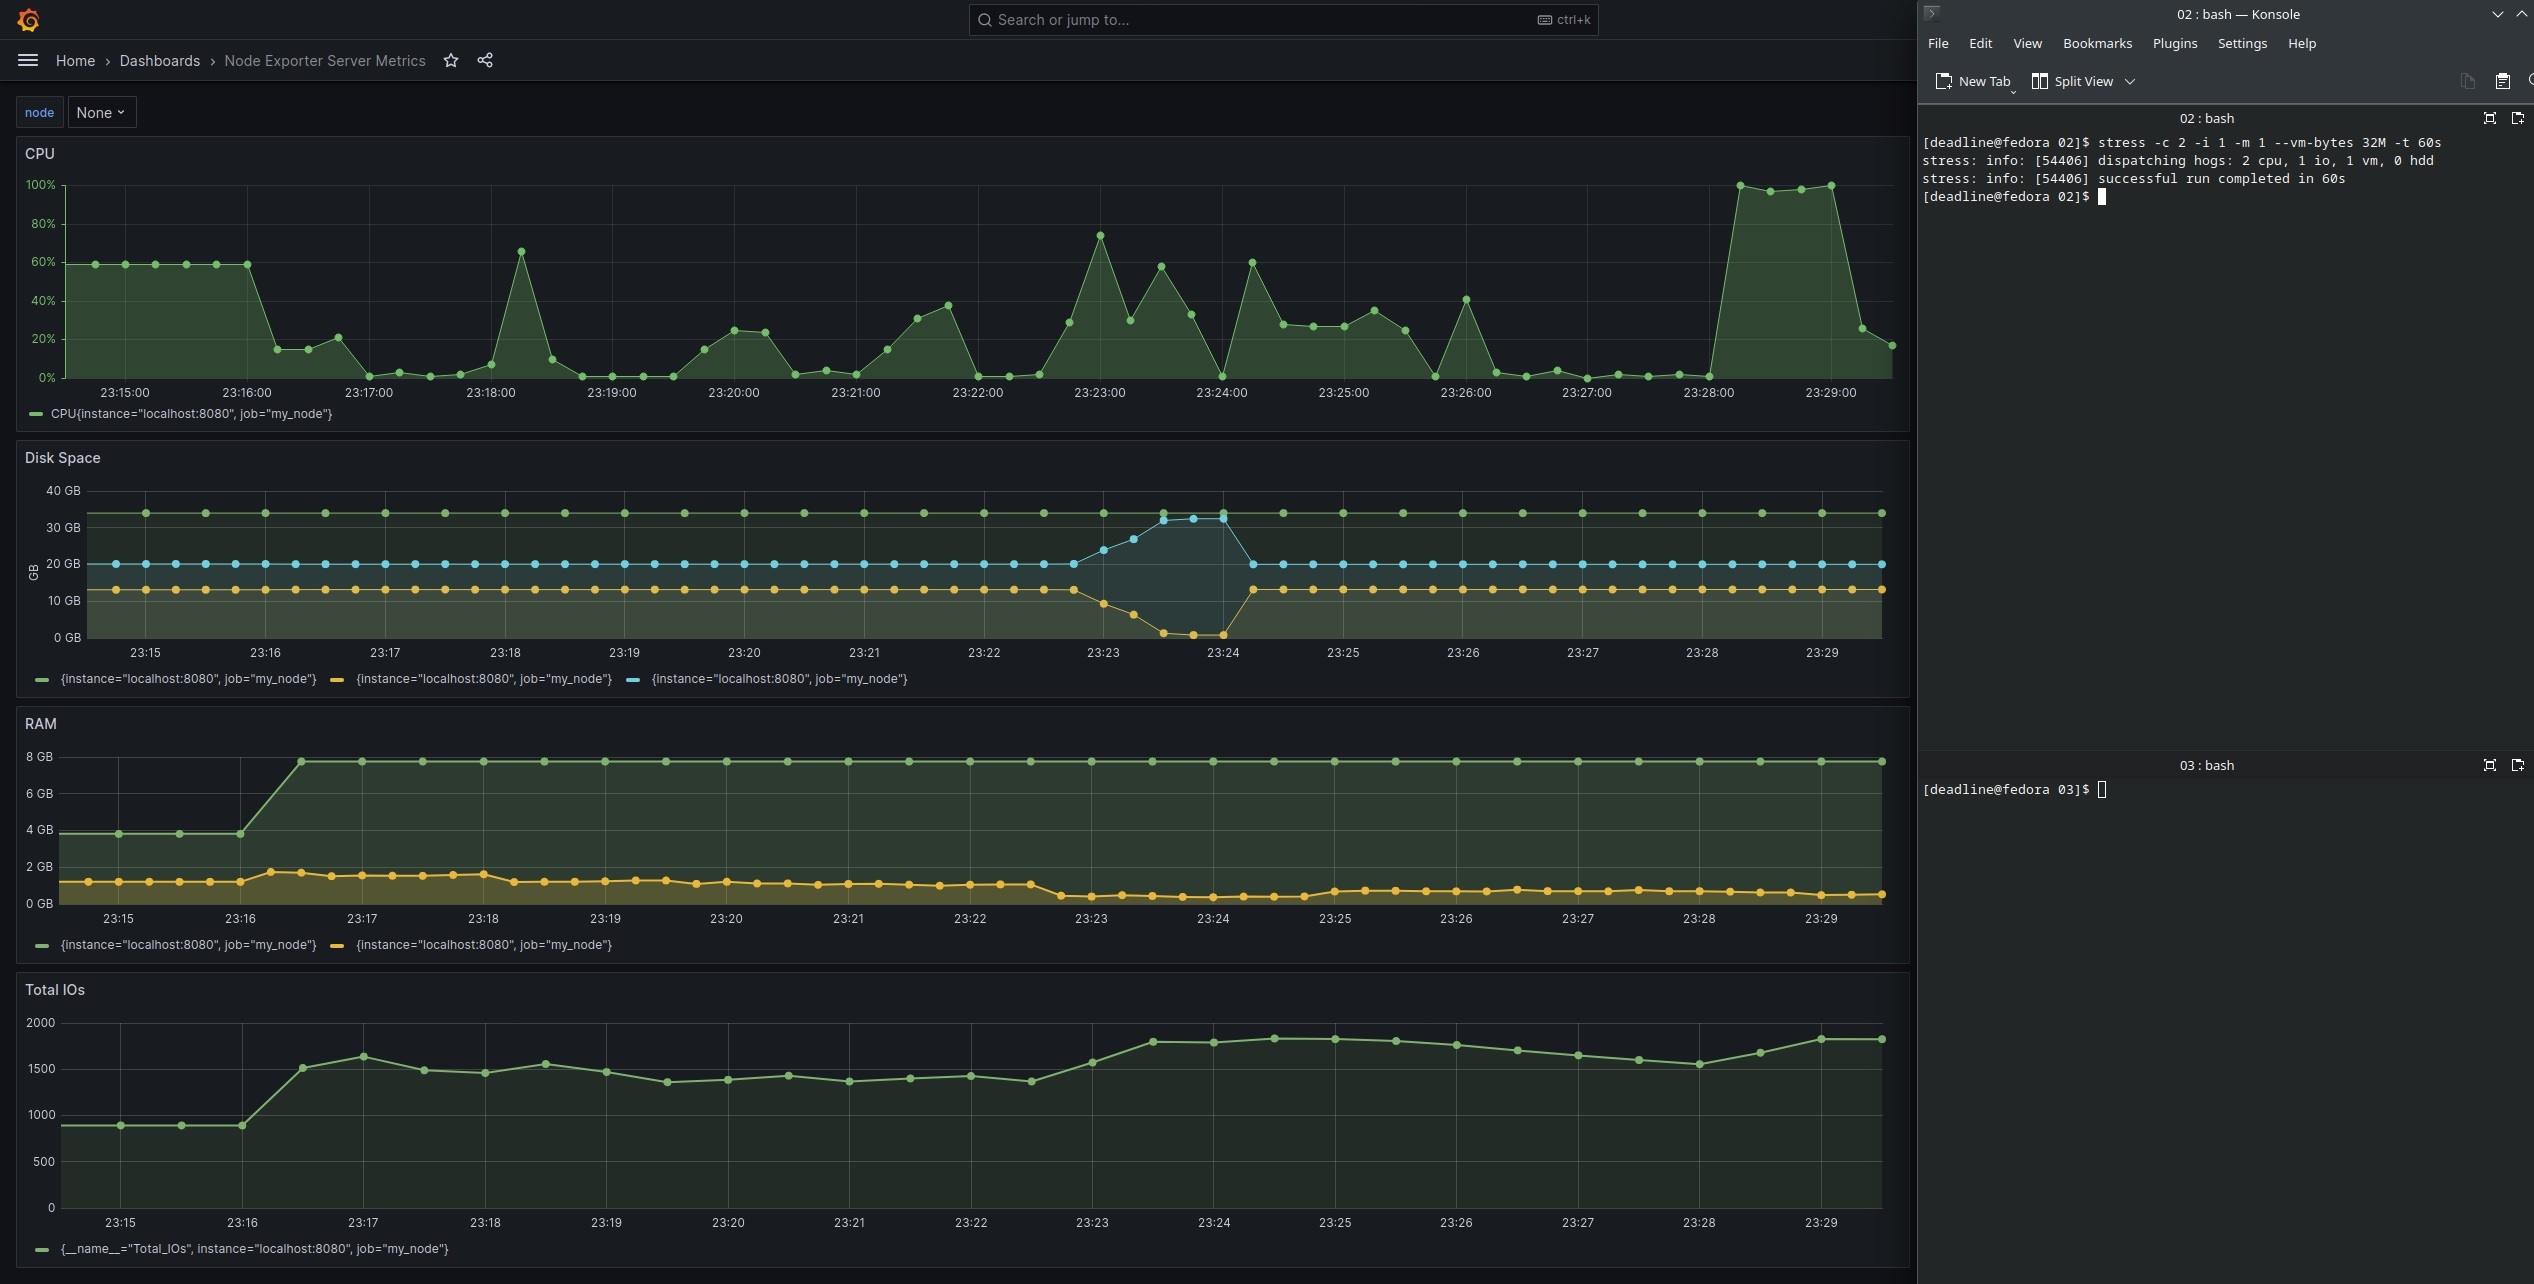 Search or jump to...
ctrl+k
Home › Dashboards › Node Exporter Server Metrics
node None
CPU
100%
80%
60%
40%
20%
0%
23:15:00 23:16:00 23:17:00 23:18:00 23:19:00 23:20:00 23:21:00 23:22:00 23:23:00 23:24:00 23:25:00 23:26:00 23:27:00 23:28:00 23:29:00
CPU{instance="localhost:8080", job="my_node"}
Disk Space
GB
40 GB
30 GB
20 GB
10 GB
0 GB
23:15 23:16 23:17 23:18 23:19 23:20 23:21 23:22 23:23 23:24 23:25 23:26 23:27 23:28 23:29
{instance="localhost:8080", job="my_node"} {instance="localhost:8080", job="my_node"} {instance="localhost:8080", job="my_node"}
RAM
8 GB
6 GB
4 GB
2 GB
0 GB
23:15 23:16 23:17 23:18 23:19 23:20 23:21 23:22 23:23 23:24 23:25 23:26 23:27 23:28 23:29
{instance="localhost:8080", job="my_node"} {instance="localhost:8080", job="my_node"}
Total IOs
2000
1500
1000
500
0
23:15 23:16 23:17 23:18 23:19 23:20 23:21 23:22 23:23 23:24 23:25 23:26 23:27 23:28 23:29
{__name__="Total_IOs", instance="localhost:8080", job="my_node"}
02 : bash — Konsole
File Edit View Bookmarks Plugins Settings Help
New Tab Split View
02 : bash
[deadline@fedora 02]$ stress -c 2 -i 1 -m 1 --vm-bytes 32M -t 60s
stress: info: [54406] dispatching hogs: 2 cpu, 1 io, 1 vm, 0 hdd
stress: info: [54406] successful run completed in 60s
[deadline@fedora 02]$
03 : bash
[deadline@fedora 03]$